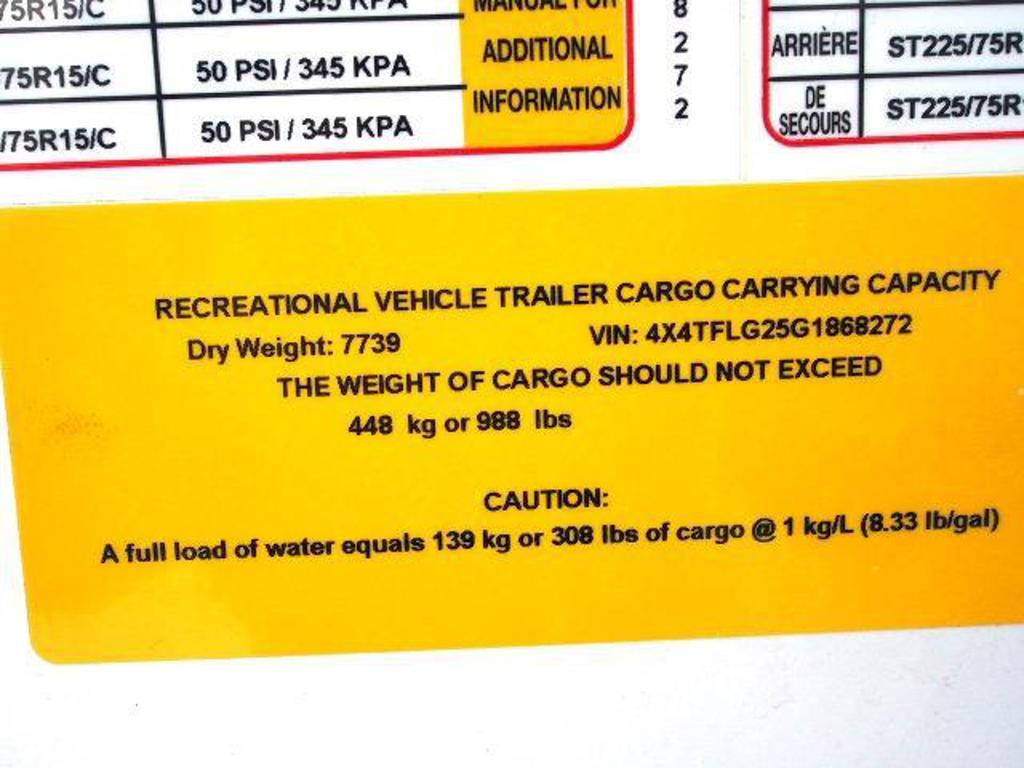 75R15/C 50 PSI / 345 KPA MANUAL FOR
75R15/C 50 PSI / 345 KPA ADDITIONAL
/75R15/C 50 PSI / 345 KPA INFORMATION
8
2
7
2
ARRIÈRE ST225/75R
DE SECOURS ST225/75R
RECREATIONAL VEHICLE TRAILER CARGO CARRYING CAPACITY
Dry Weight: 7739 VIN: 4X4TFLG25G1868272
THE WEIGHT OF CARGO SHOULD NOT EXCEED
448 kg or 988 lbs
CAUTION:
A full load of water equals 139 kg or 308 lbs of cargo @ 1 kg/L (8.33 lb/gal)